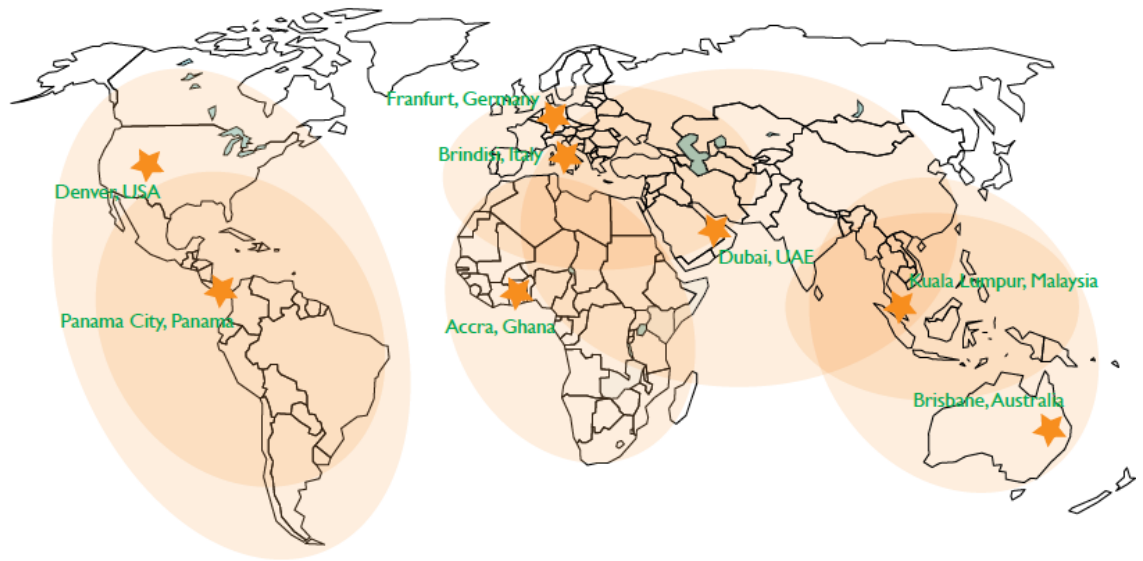 Franfurt, Germany
Brindisi, Italy
Denver, USA
Dubai, UAE
Kuala Lumpur, Malaysia
Panama City, Panama
Accra, Ghana
Brisbane, Australia